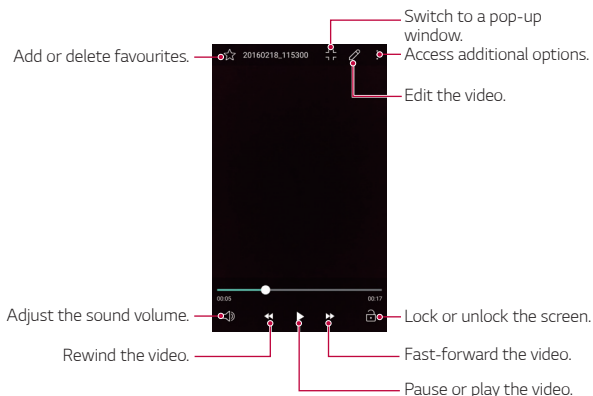 Switch to a pop-up
window.
Add or delete favourites.
20160218_115300
Access additional options.
Edit the video.
00:05
00:17
Adjust the sound volume.
Lock or unlock the screen.
Rewind the video.
Fast-forward the video.
Pause or play the video.